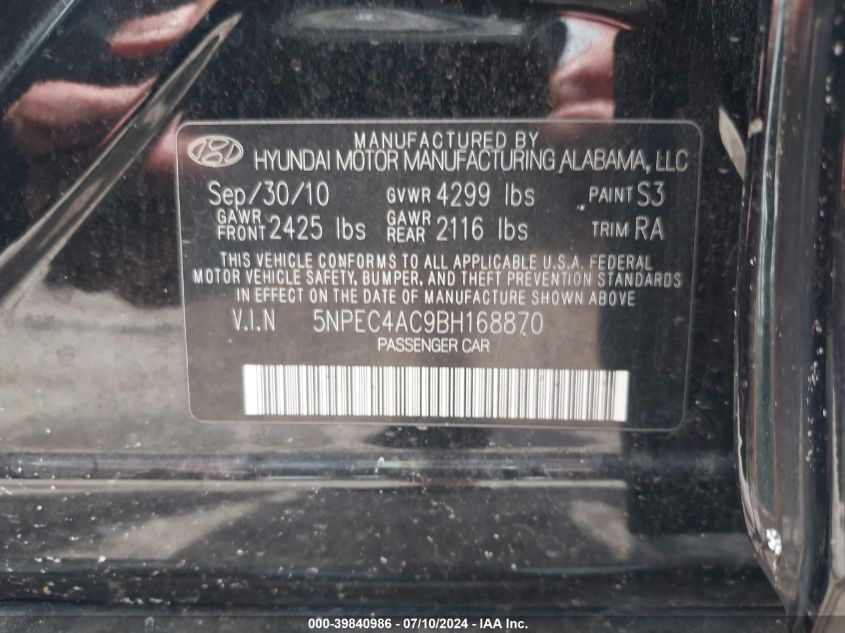 MANUFACTURED BY
HYUNDAI MOTOR MANUFACTURING ALABAMA, LLC
Sep/30/10 GVWR 4299 lbs PAINT S3
GAWR FRONT 2425 lbs GAWR REAR 2116 lbs TRIM RA
THIS VEHICLE CONFORMS TO ALL APPLICABLE U.S.A. FEDERAL
MOTOR VEHICLE SAFETY, BUMPER, AND THEFT PREVENTION STANDARDS
IN EFFECT ON THE DATE OF MANUFACTURE SHOWN ABOVE
V.I.N 5NPEC4AC9BH168870
PASSENGER CAR
000-39840986 - 07/10/2024 - IAA Inc.